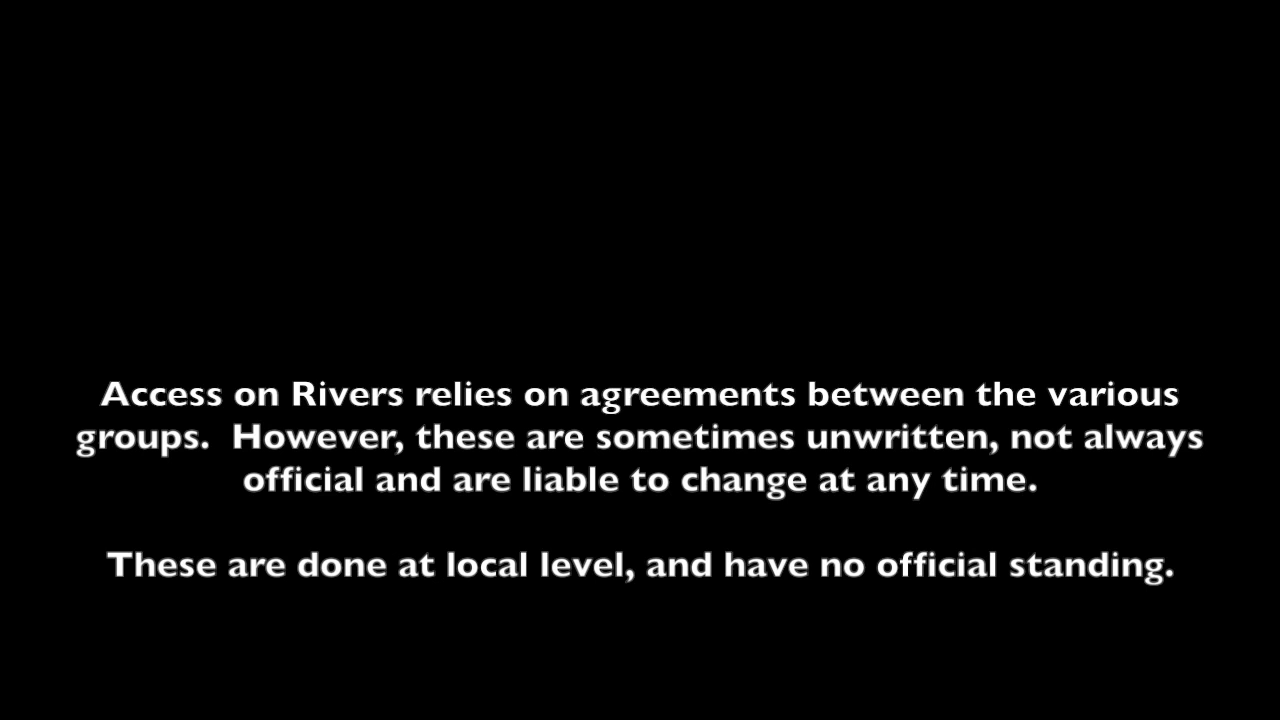 Access on Rivers relies on agreements between the various
groups.  However, these are sometimes unwritten, not always
official and are liable to change at any time.
These are done at local level, and have no official standing.